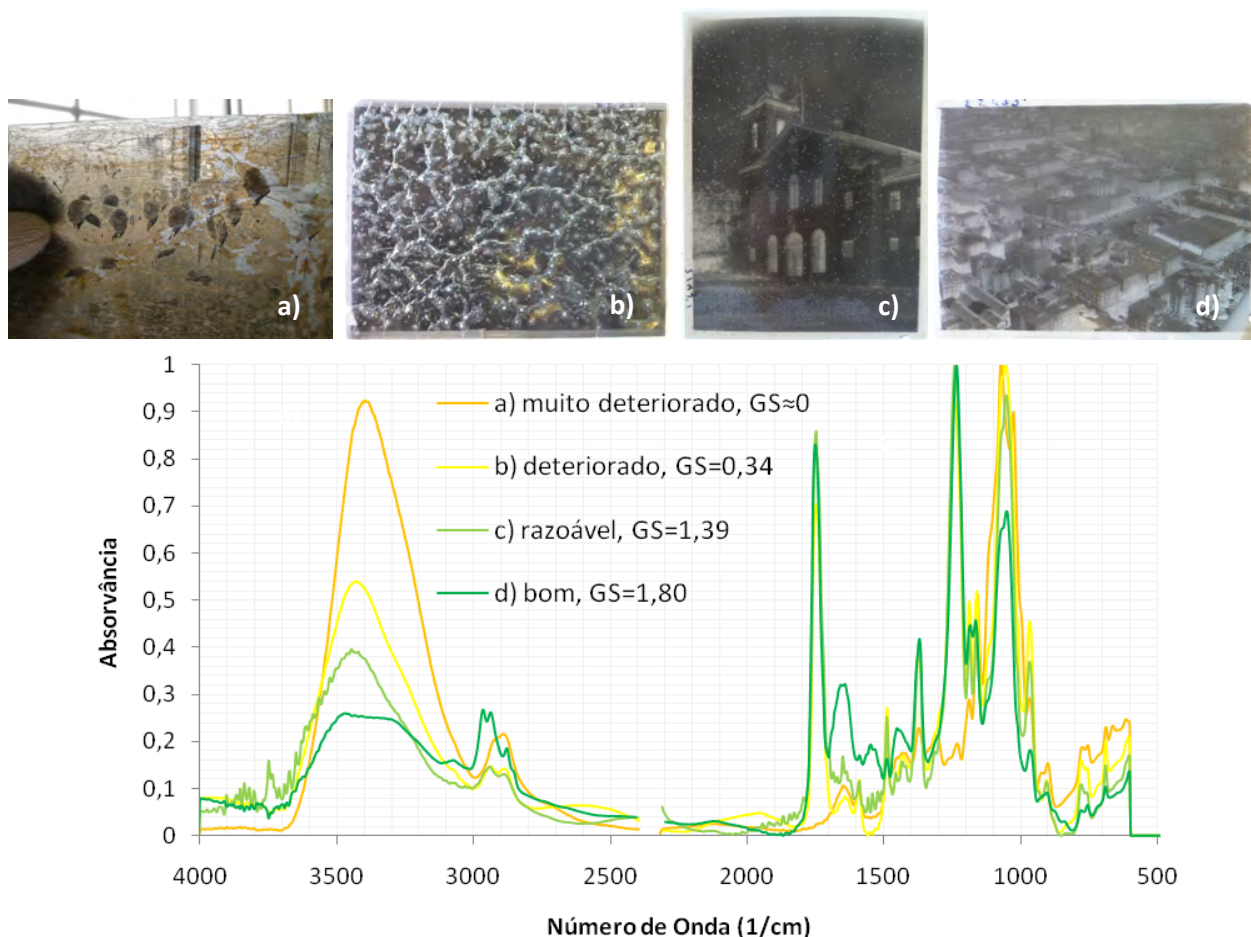 a)
b)
c)
d)
1
0,9
0,8
0,7
0,6
0,5
0,4
0,3
0,2
0,1
0
Absorvância
a) muito deteriorado, GS≈0
b) deteriorado, GS=0,34
c) razoável, GS=1,39
d) bom, GS=1,80
4000 3500 3000 2500 2000 1500 1000 500
Número de Onda (1/cm)